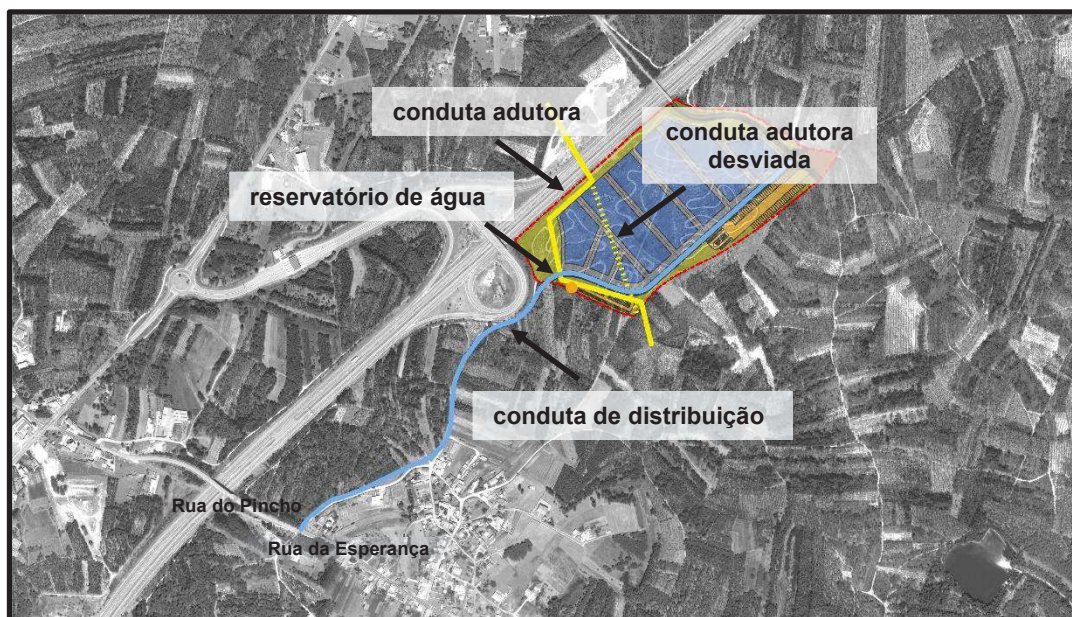 conduta adutora
conduta adutora
desviada
reservatório de água
conduta de distribuição
Rua do Pincho
Rua da Esperança